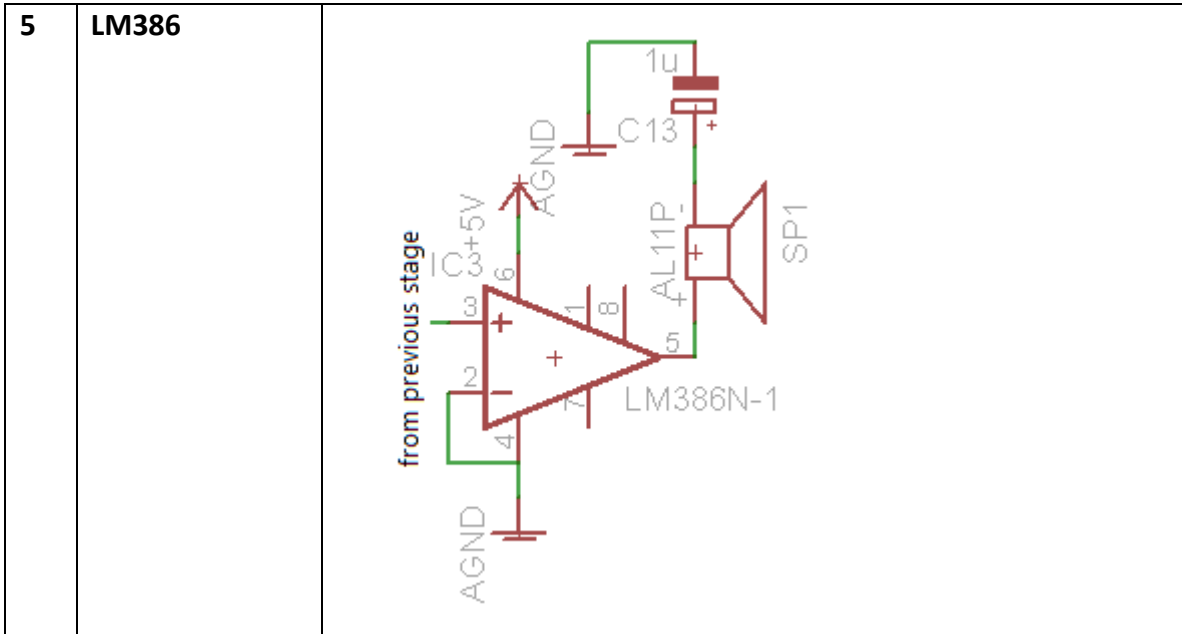 5 LM386
1u
C13
+
AGND
+5V
IC3
6
from previous stage
3
+
1
8
-
AL11P
SP1
+
+
+
5
2
-
7
LM386N-1
4
AGND